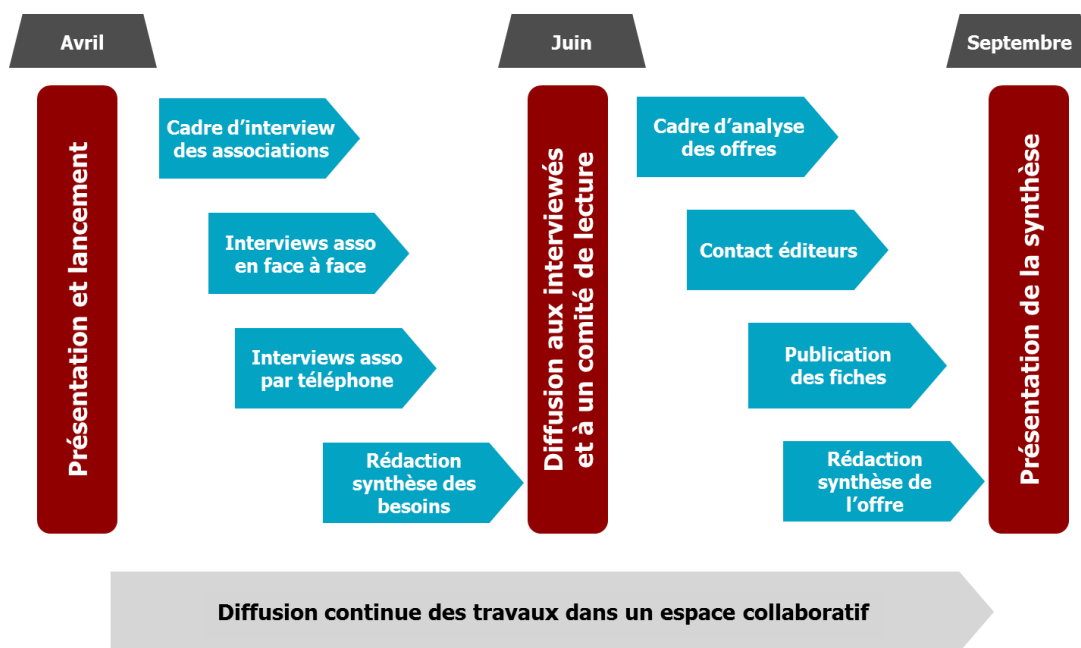 Avril
Juin
Septembre
Présentation et lancement
Cadre d'interview
des associations
Interviews asso
en face à face
Interviews asso
par téléphone
Rédaction
synthèse des
besoins
Diffusion aux interviewés
et à un comité de lecture
Cadre d'analyse
des offres
Contact éditeurs
Publication
des fiches
Rédaction
synthèse de
l'offre
Présentation de la synthèse
Diffusion continue des travaux dans un espace collaboratif